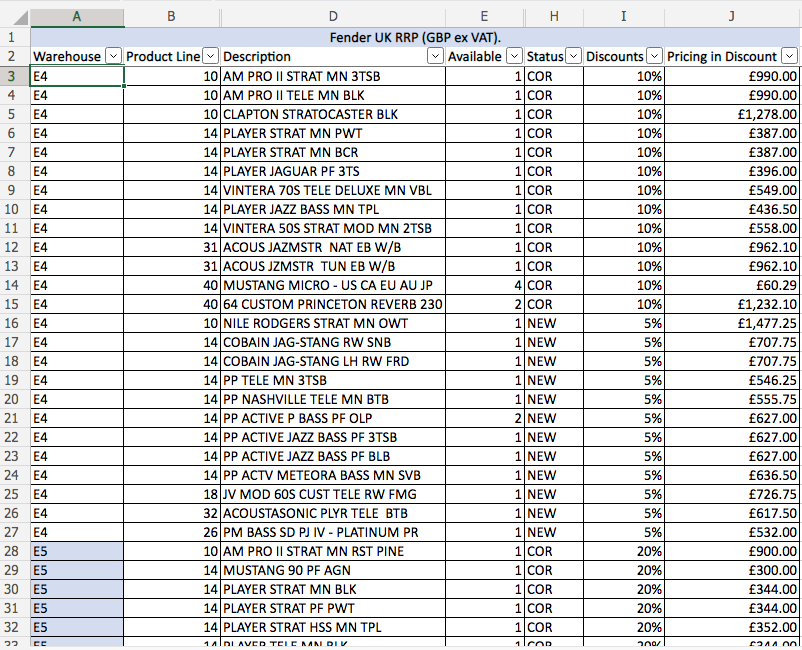 A B D E H I J
1 Fender UK RRP (GBP ex VAT).
2 Warehouse Product Line Description Available Status Discounts Pricing in Discount
3 E4 10 AM PRO II STRAT MN 3TSB 1 COR 10% £990.00
4 E4 10 AM PRO II TELE MN BLK 1 COR 10% £990.00
5 E4 10 CLAPTON STRATOCASTER BLK 1 COR 10% £1,278.00
6 E4 14 PLAYER STRAT MN PWT 1 COR 10% £387.00
7 E4 14 PLAYER STRAT MN BCR 1 COR 10% £387.00
8 E4 14 PLAYER JAGUAR PF 3TS 1 COR 10% £396.00
9 E4 14 VINTERA 70S TELE DELUXE MN VBL 1 COR 10% £549.00
10 E4 14 PLAYER JAZZ BASS MN TPL 1 COR 10% £436.50
11 E4 14 VINTERA 50S STRAT MOD MN 2TSB 1 COR 10% £558.00
12 E4 31 ACOUS JAZMSTR  NAT EB W/B 1 COR 10% £962.10
13 E4 31 ACOUS JZMSTR  TUN EB W/B 1 COR 10% £962.10
14 E4 40 MUSTANG MICRO - US CA EU AU JP 4 COR 10% £60.29
15 E4 40 64 CUSTOM PRINCETON REVERB 230 2 COR 10% £1,232.10
16 E4 10 NILE RODGERS STRAT MN OWT 1 NEW 5% £1,477.25
17 E4 14 COBAIN JAG-STANG RW SNB 1 NEW 5% £707.75
18 E4 14 COBAIN JAG-STANG LH RW FRD 1 NEW 5% £707.75
19 E4 14 PP TELE MN 3TSB 1 NEW 5% £546.25
20 E4 14 PP NASHVILLE TELE MN BTB 1 NEW 5% £555.75
21 E4 14 PP ACTIVE P BASS PF OLP 2 NEW 5% £627.00
22 E4 14 PP ACTIVE JAZZ BASS PF 3TSB 1 NEW 5% £627.00
23 E4 14 PP ACTIVE JAZZ BASS PF BLB 1 NEW 5% £627.00
24 E4 14 PP ACTV METEORA BASS MN SVB 1 NEW 5% £636.50
25 E4 18 JV MOD 60S CUST TELE RW FMG 1 NEW 5% £726.75
26 E4 32 ACOUSTASONIC PLYR TELE  BTB 1 NEW 5% £617.50
27 E4 26 PM BASS SD PJ IV - PLATINUM PR 1 NEW 5% £532.00
28 E5 10 AM PRO II STRAT MN RST PINE 1 COR 20% £900.00
29 E5 14 MUSTANG 90 PF AGN 1 COR 20% £300.00
30 E5 14 PLAYER STRAT MN BLK 1 COR 20% £344.00
31 E5 14 PLAYER STRAT PF PWT 1 COR 20% £344.00
32 E5 14 PLAYER STRAT HSS MN TPL 1 COR 20% £352.00
33 E5 14 PLAYER TELE MN BLK 1 COR 20% £344.00